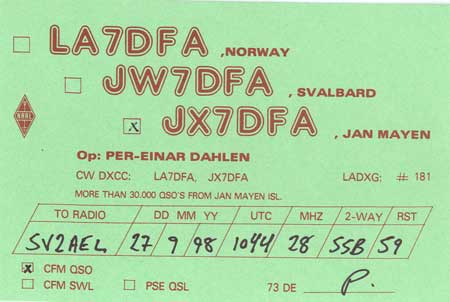 LA7DFA , NORWAY
JW7DFA , SVALBARD
NRRL
x JX7DFA , JAN MAYEN
Op: PER-EINAR DAHLEN
CW DXCC: LA7DFA, JX7DFA LADXG: # 181
MORE THAN 30.000 QSO'S FROM JAN MAYEN ISL.
TO RADIO DD MM YY UTC MHZ 2-WAY RST
SV2AEL 27 9 98 1044 28 SSB 59
x CFM QSO
CFM SWL PSE QSL 73 DE P.